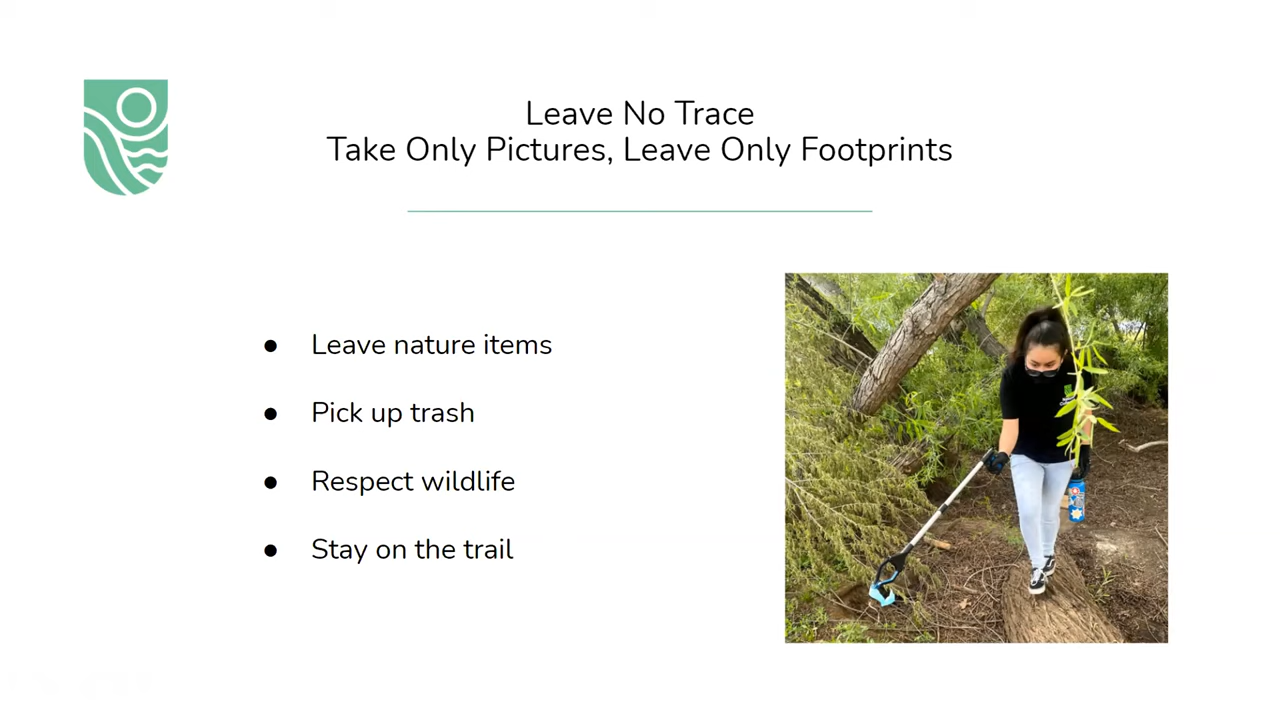 Leave No Trace
Take Only Pictures, Leave Only Footprints
● Leave nature items
● Pick up trash
● Respect wildlife
● Stay on the trail